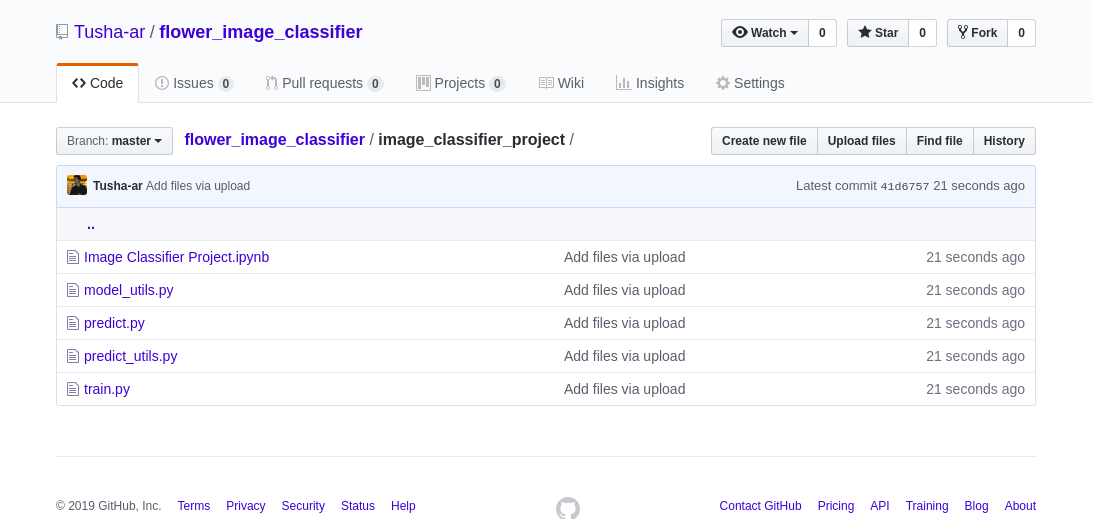 Tusha-ar / flower_image_classifier
Watch 0 Star 0 Fork 0
Code Issues 0 Pull requests 0 Projects 0 Wiki Insights Settings
Branch: master flower_image_classifier / image_classifier_project / Create new file Upload files Find file History
Tusha-ar Add files via upload Latest commit 41d6757 21 seconds ago
..
Image Classifier Project.ipynb Add files via upload 21 seconds ago
model_utils.py Add files via upload 21 seconds ago
predict.py Add files via upload 21 seconds ago
predict_utils.py Add files via upload 21 seconds ago
train.py Add files via upload 21 seconds ago
© 2019 GitHub, Inc. Terms Privacy Security Status Help Contact GitHub Pricing API Training Blog About